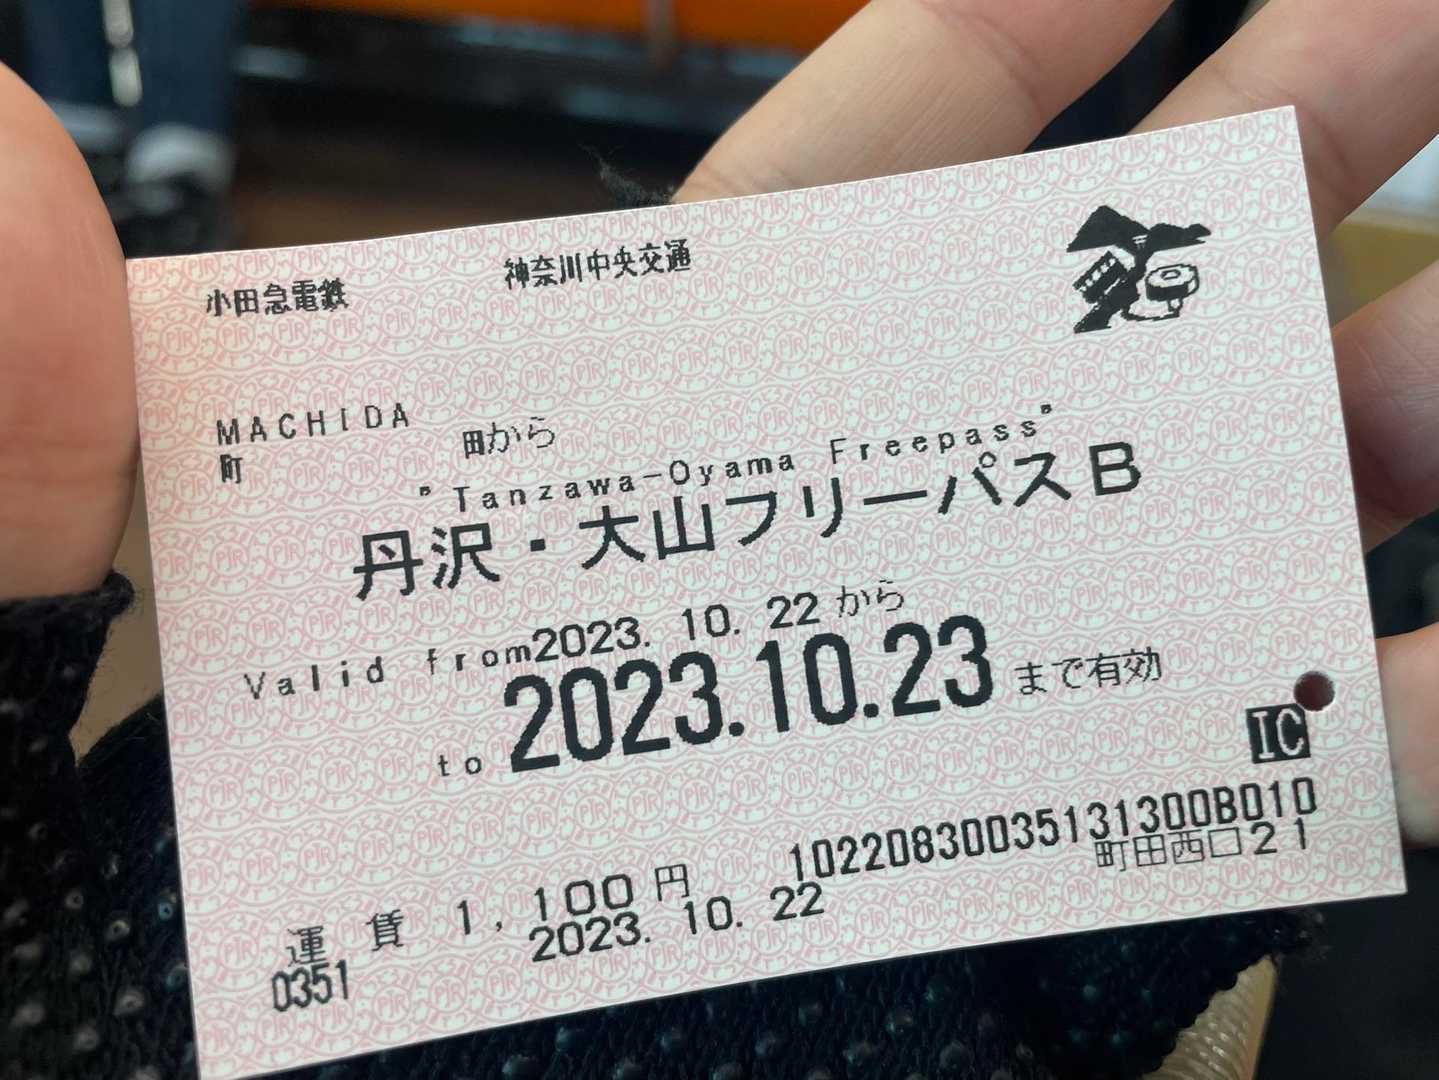 小田急電鉄 神奈川中央交通
MACHIDA
町 田から
"Tanzawa-Oyama Freepass"
丹沢・大山フリーパスB
Valid from2023.10.22から
to 2023.10.23まで有効
IC
10220830035131300B010
運賃 1,100円 町田西口21
0351 2023.10.22